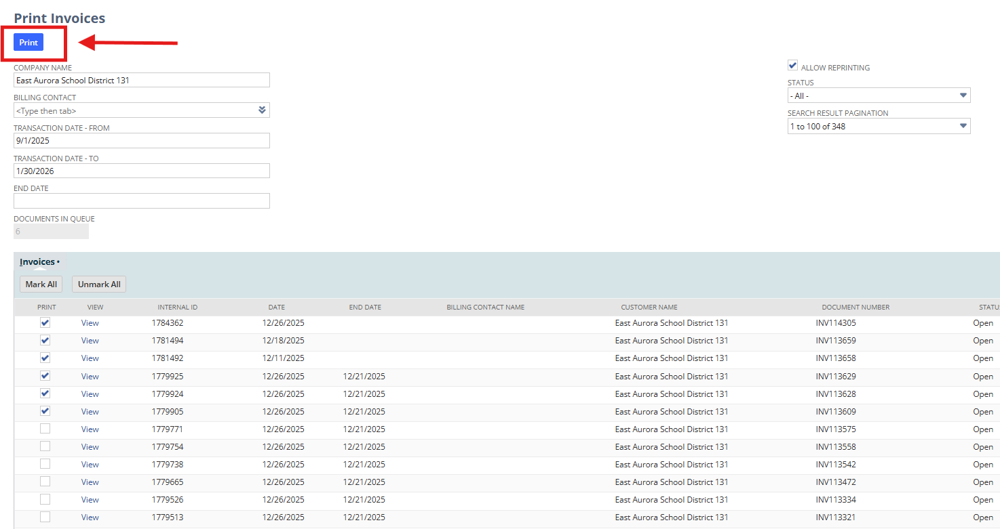 Print Invoices
Print
COMPANY NAME
East Aurora School District 131
BILLING CONTACT
<Type then tab>
TRANSACTION DATE - FROM
9/1/2025
TRANSACTION DATE - TO
1/30/2026
END DATE
DOCUMENTS IN QUEUE
6
ALLOW REPRINTING
STATUS
- All -
SEARCH RESULT PAGINATION
1 to 100 of 348
Invoices •
Mark All Unmark All
PRINT VIEW INTERNAL ID DATE END DATE BILLING CONTACT NAME CUSTOMER NAME DOCUMENT NUMBER STATU
View 1784362 12/26/2025 East Aurora School District 131 INV114305 Open
View 1781494 12/18/2025 East Aurora School District 131 INV113659 Open
View 1781492 12/11/2025 East Aurora School District 131 INV113658 Open
View 1779925 12/26/2025 12/21/2025 East Aurora School District 131 INV113629 Open
View 1779924 12/26/2025 12/21/2025 East Aurora School District 131 INV113628 Open
View 1779905 12/26/2025 12/21/2025 East Aurora School District 131 INV113609 Open
View 1779771 12/26/2025 12/21/2025 East Aurora School District 131 INV113575 Open
View 1779754 12/26/2025 12/21/2025 East Aurora School District 131 INV113558 Open
View 1779738 12/26/2025 12/21/2025 East Aurora School District 131 INV113542 Open
View 1779665 12/26/2025 12/21/2025 East Aurora School District 131 INV113472 Open
View 1779526 12/26/2025 12/21/2025 East Aurora School District 131 INV113334 Open
View 1779513 12/26/2025 12/21/2025 East Aurora School District 131 INV113321 Open